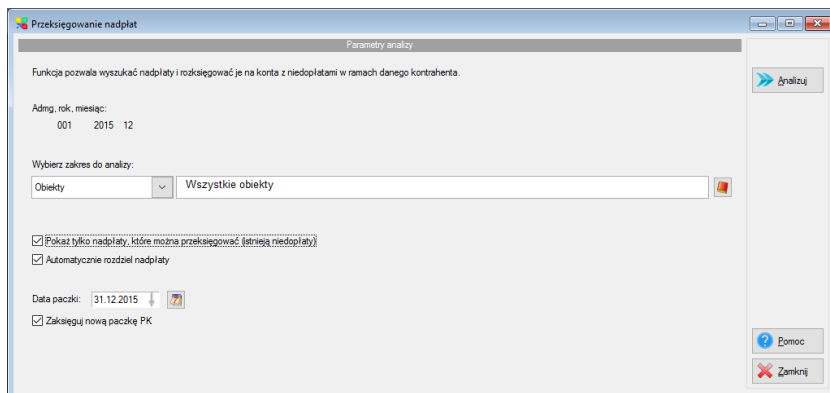 Przeksięgowanie nadpłat
Parametry analizy
Funkcja pozwala wyszukać nadpłaty i rozksięgować je na konta z niedopłatami w ramach danego kontrahenta.
Analizuj
Admg, rok, miesiąc:
001 2015 12
Wybierz zakres do analizy:
Obiekty Wszystkie obiekty
Pokaż tylko nadpłaty, które można przeksięgować (istnieją niedopłaty)
Automatycznie rozdziel nadpłaty
Data paczki: 31.12.2015
Zaksięguj nową paczkę PK
Pomoc
Zamknij